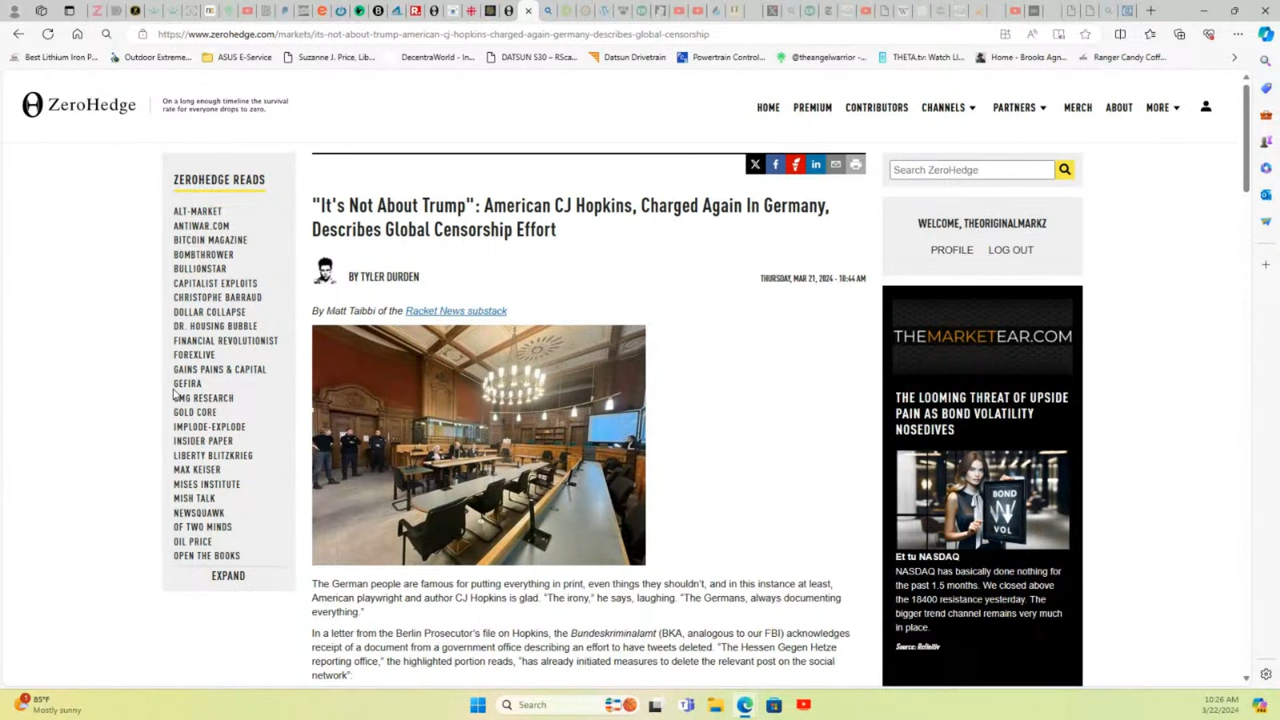 https://www.zerohedge.com/markets/its-not-about-trump-american-cj-hopkins-charged-again-germany-describes-global-censorship
Best Lithium Iron P...
Outdoor Extreme...
ASUS E-Service
Suzanne J. Price, Lib...
DecentraWorld - In...
DATSUN S30 – RSca...
Datsun Drivetrain
Powertrain Control...
@theangelwarrior -...
THETA.tv: Watch Li...
Home - Brooks Agn...
Ranger Candy Coff...
ZeroHedge
On a long enough timeline the survival
rate for everyone drops to zero.
HOME
PREMIUM
CONTRIBUTORS
CHANNELS
PARTNERS
MERCH
ABOUT
MORE
ZEROHEDGE READS
ALT-MARKET
ANTIWAR.COM
BITCOIN MAGAZINE
BOMBTHROWER
BULLIONSTAR
CAPITALIST EXPLOITS
CHRISTOPHE BARRAUD
DOLLAR COLLAPSE
DR. HOUSING BUBBLE
FINANCIAL REVOLUTIONIST
FOREXLIVE
GAINS PAINS & CAPITAL
GEFIRA
RESEARCH
GOLD CORE
IMPLODE-EXPLODE
INSIDER PAPER
LIBERTY BLITZKRIEG
MAX KEISER
MISES INSTITUTE
MISH TALK
NEWSQUAWK
OF TWO MINDS
OIL PRICE
OPEN THE BOOKS
EXPAND
"It's Not About Trump": American CJ Hopkins, Charged Again In Germany,
Describes Global Censorship Effort
BY TYLER DURDEN
THURSDAY, MAR 21, 2024 - 10:44 AM
By Matt Taibbi of the Racket News substack
The German people are famous for putting everything in print, even things they shouldn't, and in this instance at least,
American playwright and author CJ Hopkins is glad. "The irony," he says, laughing. "The Germans, always documenting
everything."
In a letter from the Berlin Prosecutor's file on Hopkins, the Bundeskriminalamt (BKA, analogous to our FBI) acknowledges
receipt of a document from a government office describing an effort to have tweets deleted. "The Hessen Gegen Hetze
reporting office," the highlighted portion reads, "has already initiated measures to delete the relevant post on the social
network":
Search ZeroHedge
WELCOME, THEORIGINALMARKZ
PROFILE
LOG OUT
THEMARKETEAR.COM
THE LOOMING THREAT OF UPSIDE
PAIN AS BOND VOLATILITY
NOSEDIVES
BOND
VOL
Et tu NASDAQ
NASDAQ has basically done nothing for
the past 1.5 months. We closed above
the 18400 resistance yesterday. The
bigger trend channel remains very much
in place.
Source: Refinitiv
85°F
Mostly sunny
Search
10:26 AM
3/22/2024